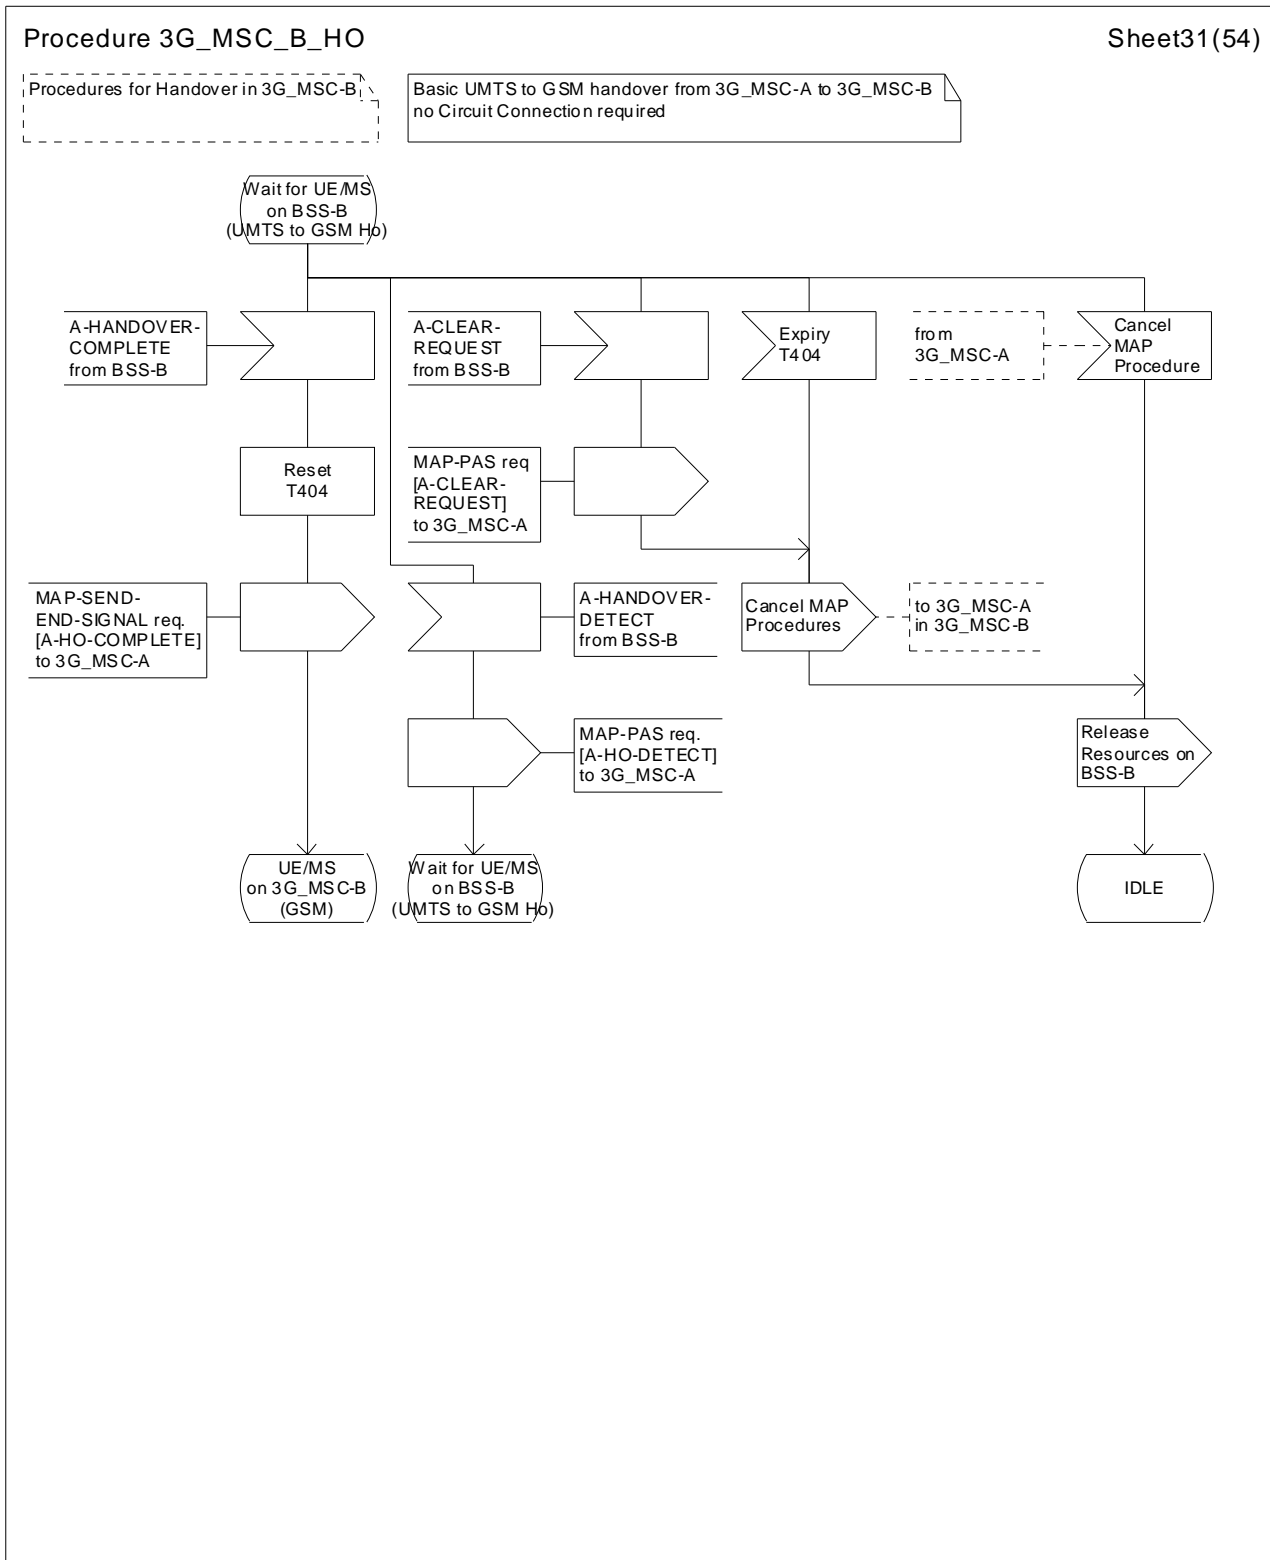 Procedure 3G_MSC_B_HO
Sheet31(54)
Procedures for Handover in 3G_MSC-B
Basic UMTS to GSM handover from 3G_MSC-A to 3G_MSC-B
no Circuit Connection required
Wait for UE/MS
on BSS-B
(UMTS to GSM Ho)
A-HANDOVER-
COMPLETE
from BSS-B
A-CLEAR-
REQUEST
from BSS-B
Expiry
T404
from
3G_MSC-A
Cancel
MAP
Procedure
Reset
T404
MAP-PAS req
[A-CLEAR-
REQUEST]
to 3G_MSC-A
MAP-SEND-
END-SIGNAL req.
[A-HO-COMPLETE]
to 3G_MSC-A
A-HANDOVER-
DETECT
from BSS-B
Cancel MAP
Procedures
to 3G_MSC-A
in 3G_MSC-B
MAP-PAS req.
[A-HO-DETECT]
to 3G_MSC-A
Release
Resources on
BSS-B
UE/MS
on 3G_MSC-B
(GSM)
Wait for UE/MS
on BSS-B
(UMTS to GSM Ho)
IDLE